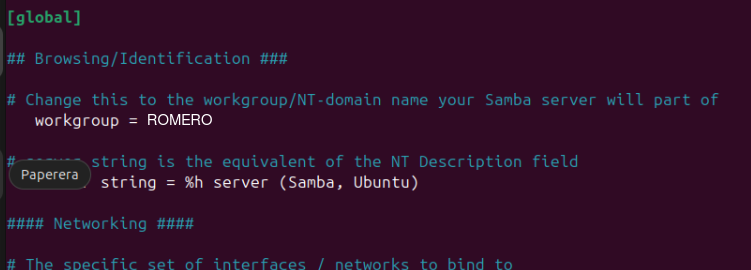 [global]
## Browsing/Identification ###
# Change this to the workgroup/NT-domain name your Samba server will part of
workgroup = ROMERO
# string is the equivalent of the NT Description field
Paperera
string = %h server (Samba, Ubuntu)
#### Networking ####
# The specific set of interfaces / networks to bind to